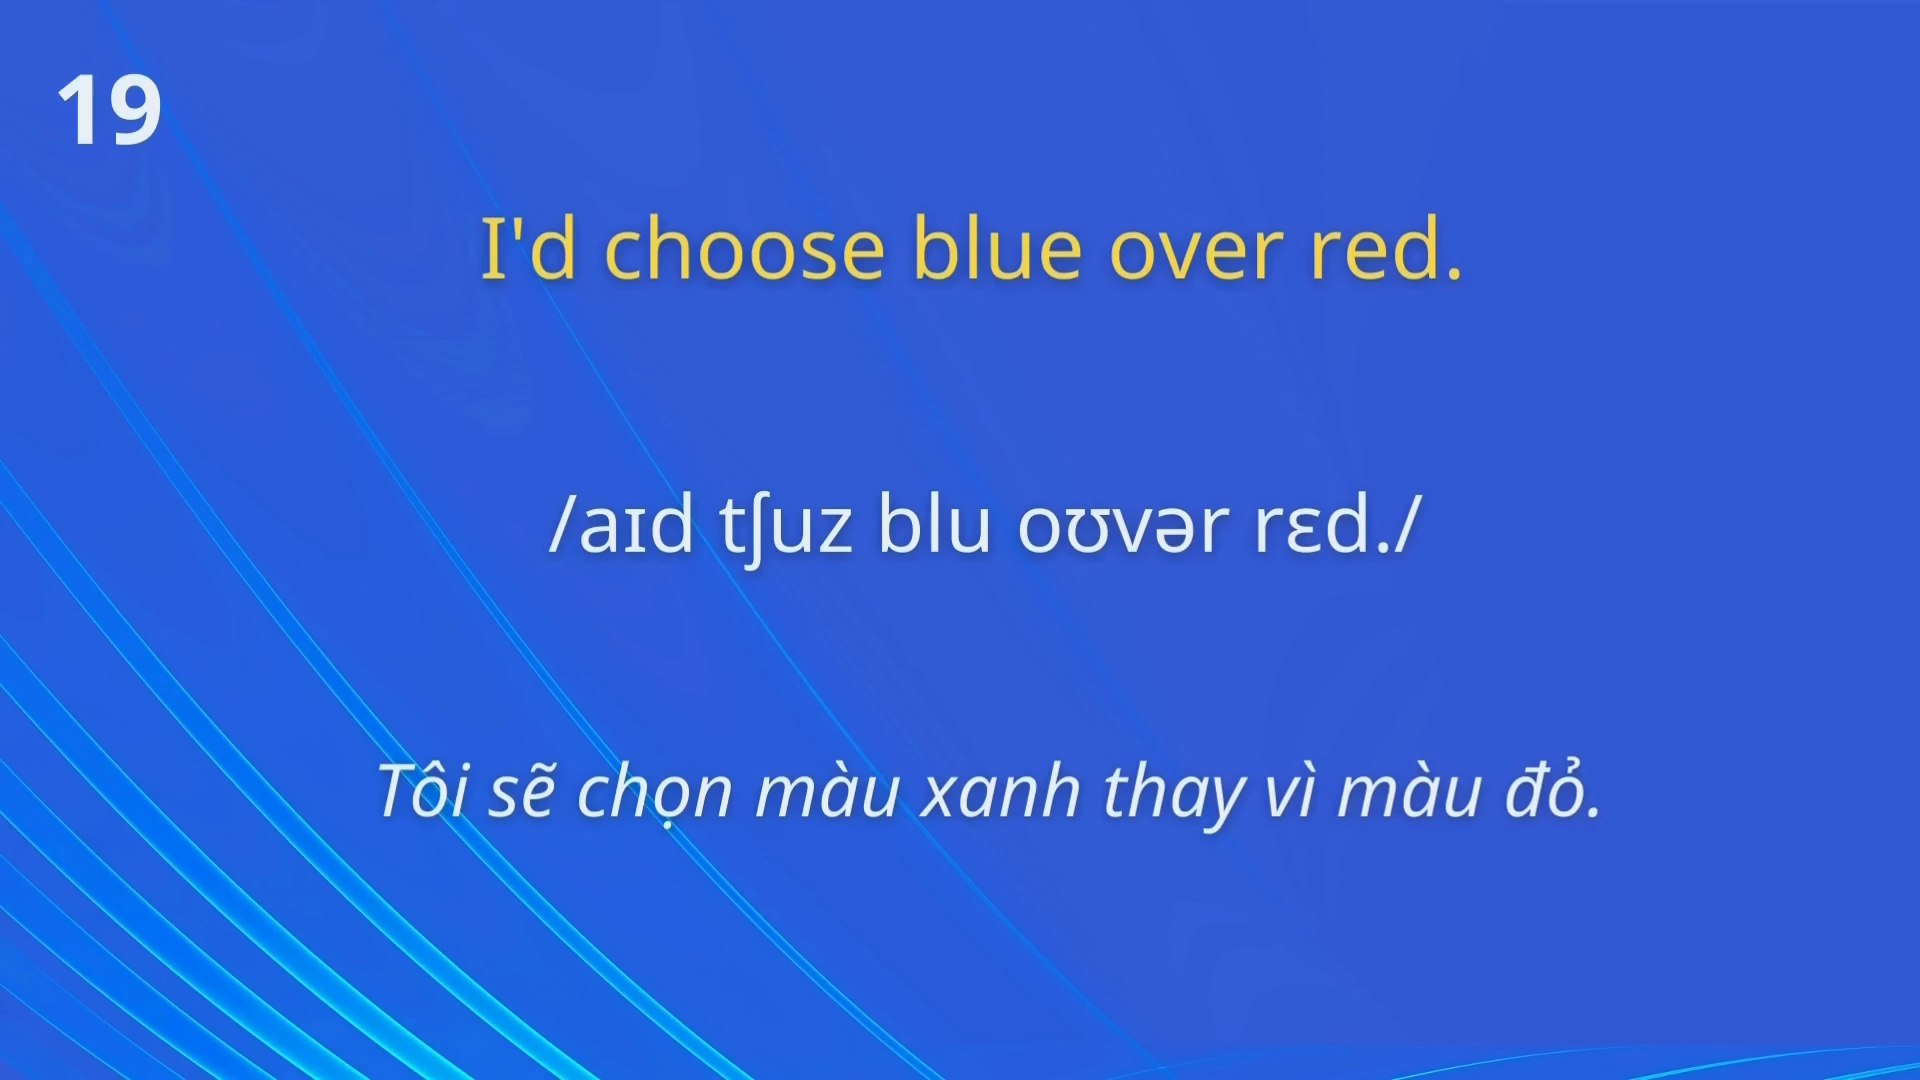 19
I'd choose blue over red.
/aɪd tʃuz blu oʊvər rɛd./
Tôi sẽ chọn màu xanh thay vì màu đỏ.